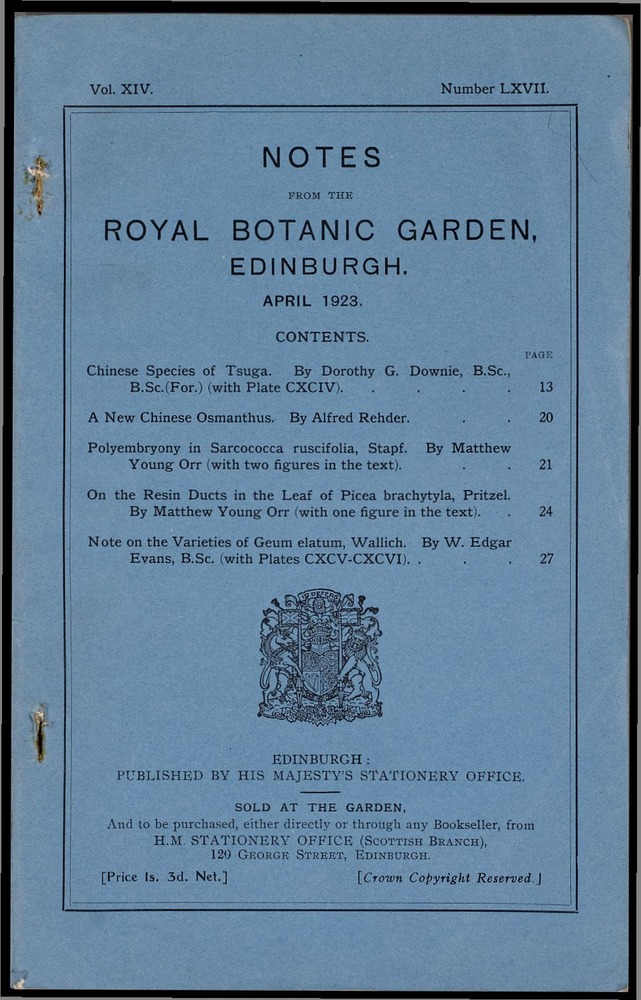 Vol. XIV. Number LXVII.
NOTES
FROM THE
ROYAL BOTANIC GARDEN,
EDINBURGH.
APRIL 1923.
CONTENTS.
PAGE
Chinese Species of Tsuga. By Dorothy G. Downie, B.Sc.,
B.Sc.(For.) (with Plate CXCIV). . . . . 13
A New Chinese Osmanthus. By Alfred Rehder. . . 20
Polyembryony in Sarcococca ruscifolia, Stapf. By Matthew
Young Orr (with two figures in the text). . . 21
On the Resin Ducts in the Leaf of Picea brachytyla, Pritzel.
By Matthew Young Orr (with one figure in the text). . 24
Note on the Varieties of Geum elatum, Wallich. By W. Edgar
Evans, B.Sc. (with Plates CXCV-CXCVI). . . . 27
IN DEFENS
EDINBURGH:
PUBLISHED BY HIS MAJESTY'S STATIONERY OFFICE.
SOLD AT THE GARDEN,
And to be purchased, either directly or through any Bookseller, from
H.M. STATIONERY OFFICE (SCOTTISH BRANCH),
120 GEORGE STREET, EDINBURGH.
[Price 1s. 3d. Net.] [Crown Copyright Reserved.]